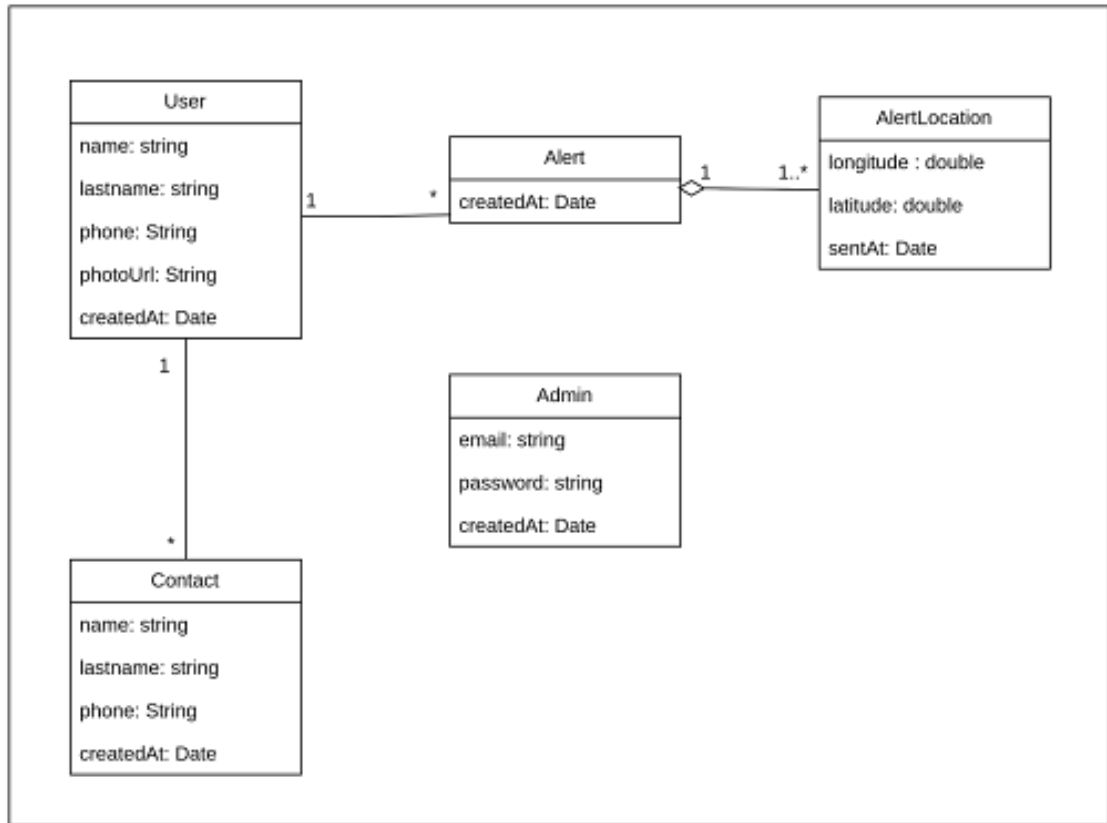 User
name: string
lastname: string
phone: String
photoUrl: String
createdAt: Date
1
*
Alert
createdAt: Date
1
1..*
AlertLocation
longitude : double
latitude: double
sentAt: Date
1
*
Admin
email: string
password: string
createdAt: Date
Contact
name: string
lastname: string
phone: String
createdAt: Date